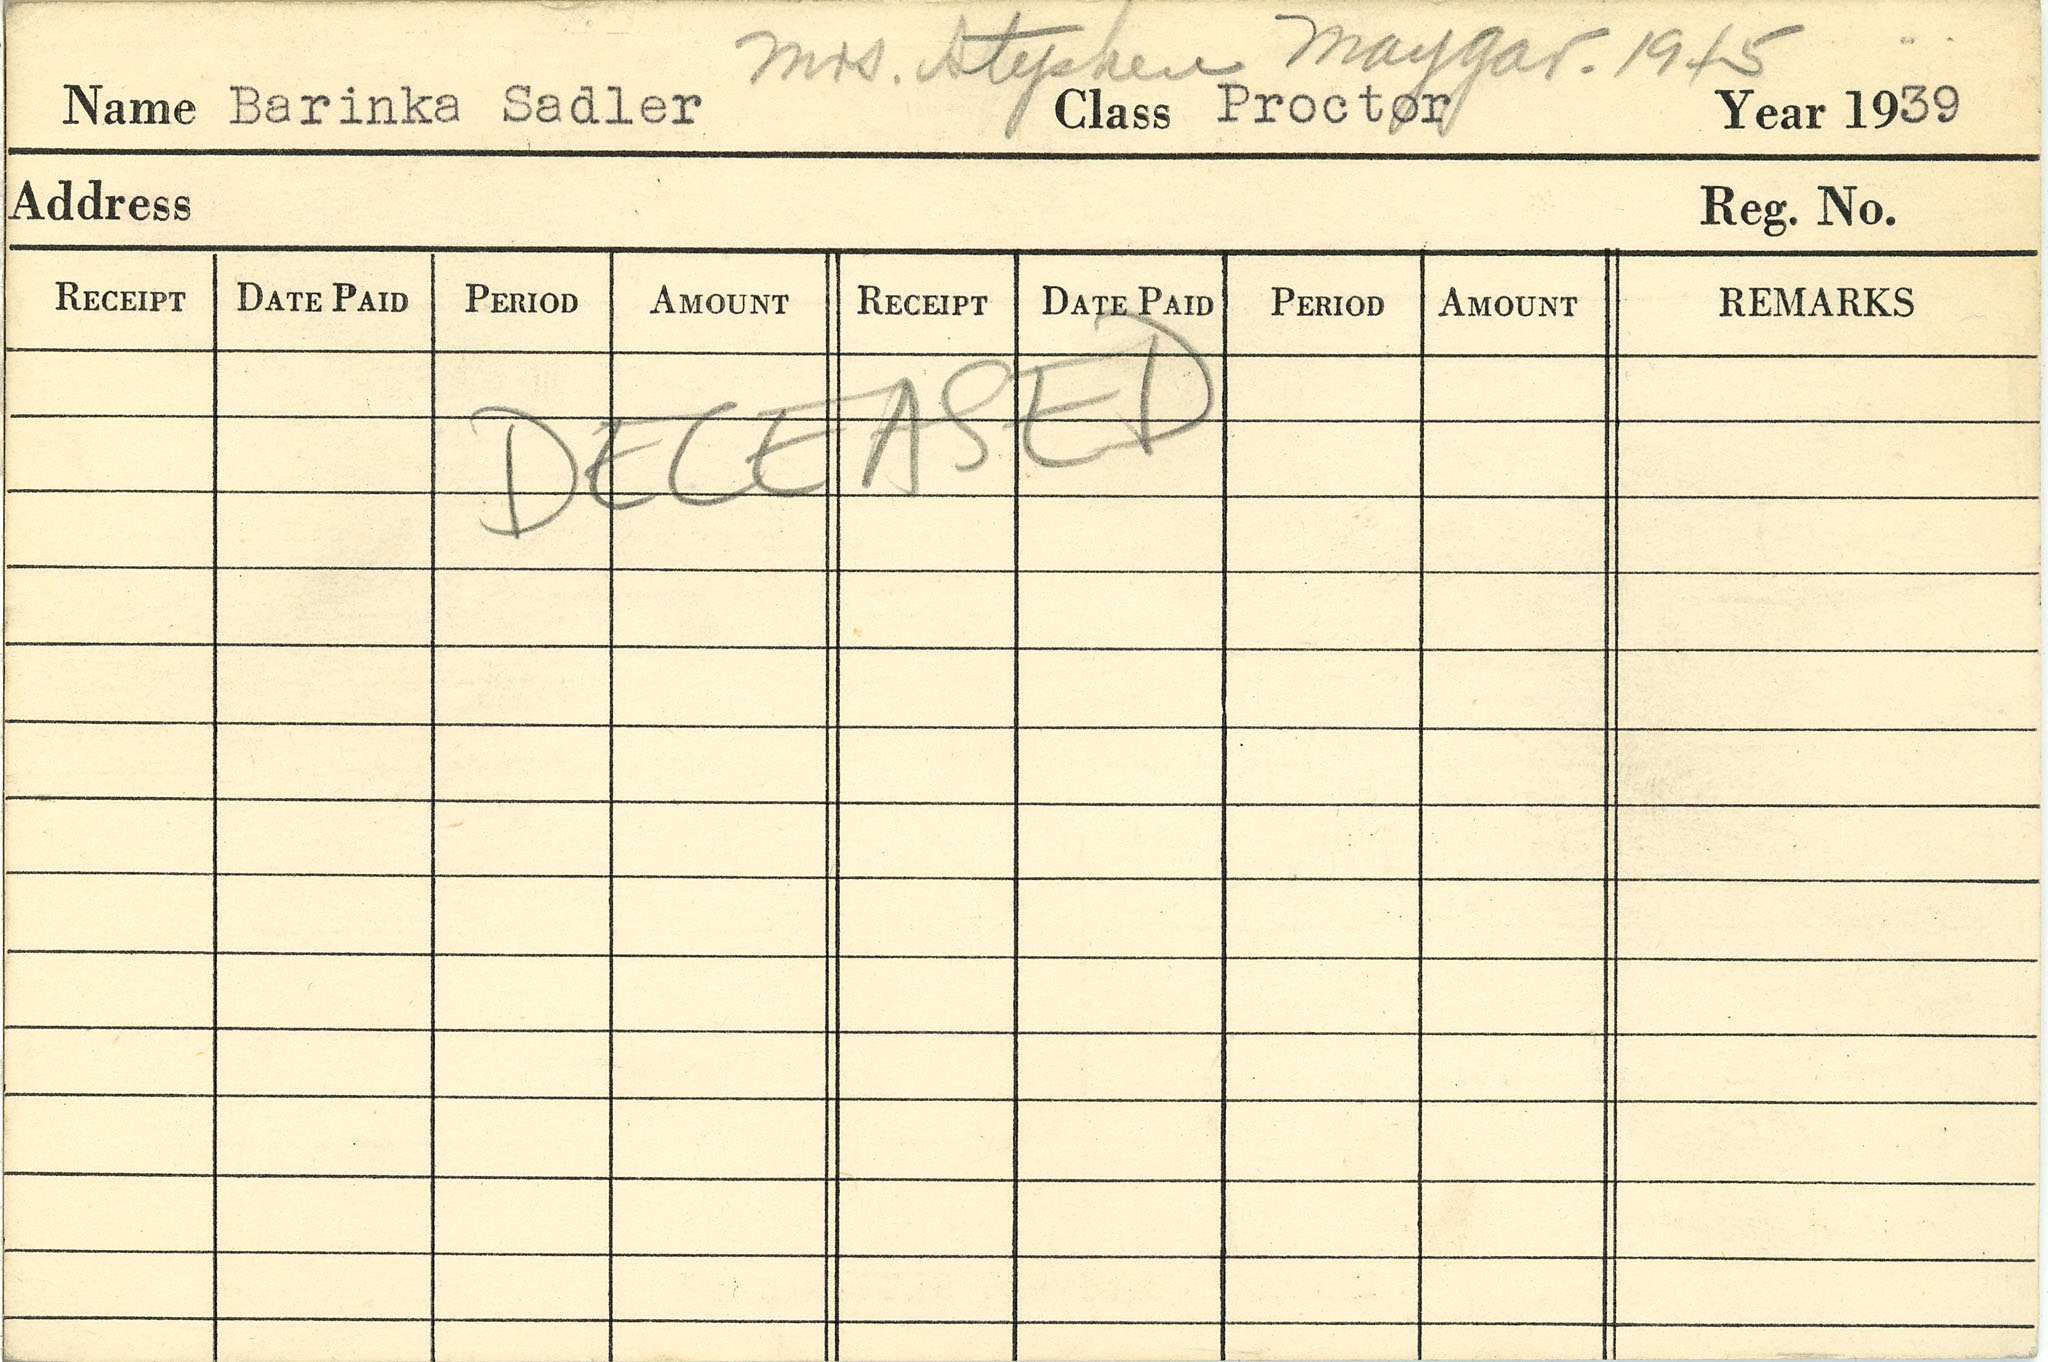 Mrs. Stephen Maygar. 1945
Name Barinka Sadler Class Proctor Year 1939
Address Reg. No.
RECEIPT DATE PAID PERIOD AMOUNT RECEIPT DATE PAID PERIOD AMOUNT REMARKS
DECEASED